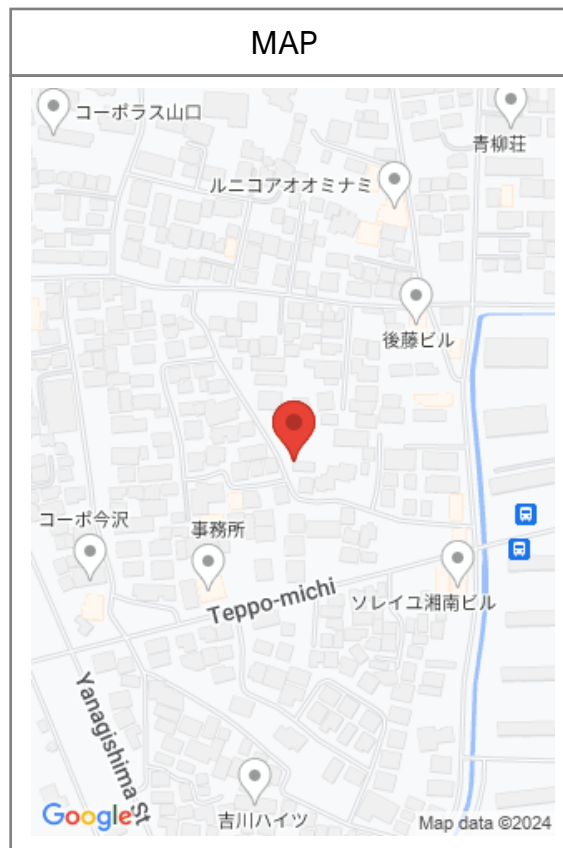 MAP
コーポラス山口
青柳荘
ルニコアオオミナミ
後藤ビル
コーポ今沢
事務所
Teppo-michi
ソレイユ湘南ビル
Yanagishima St
吉川ハイツ
Google
Map data ©2024